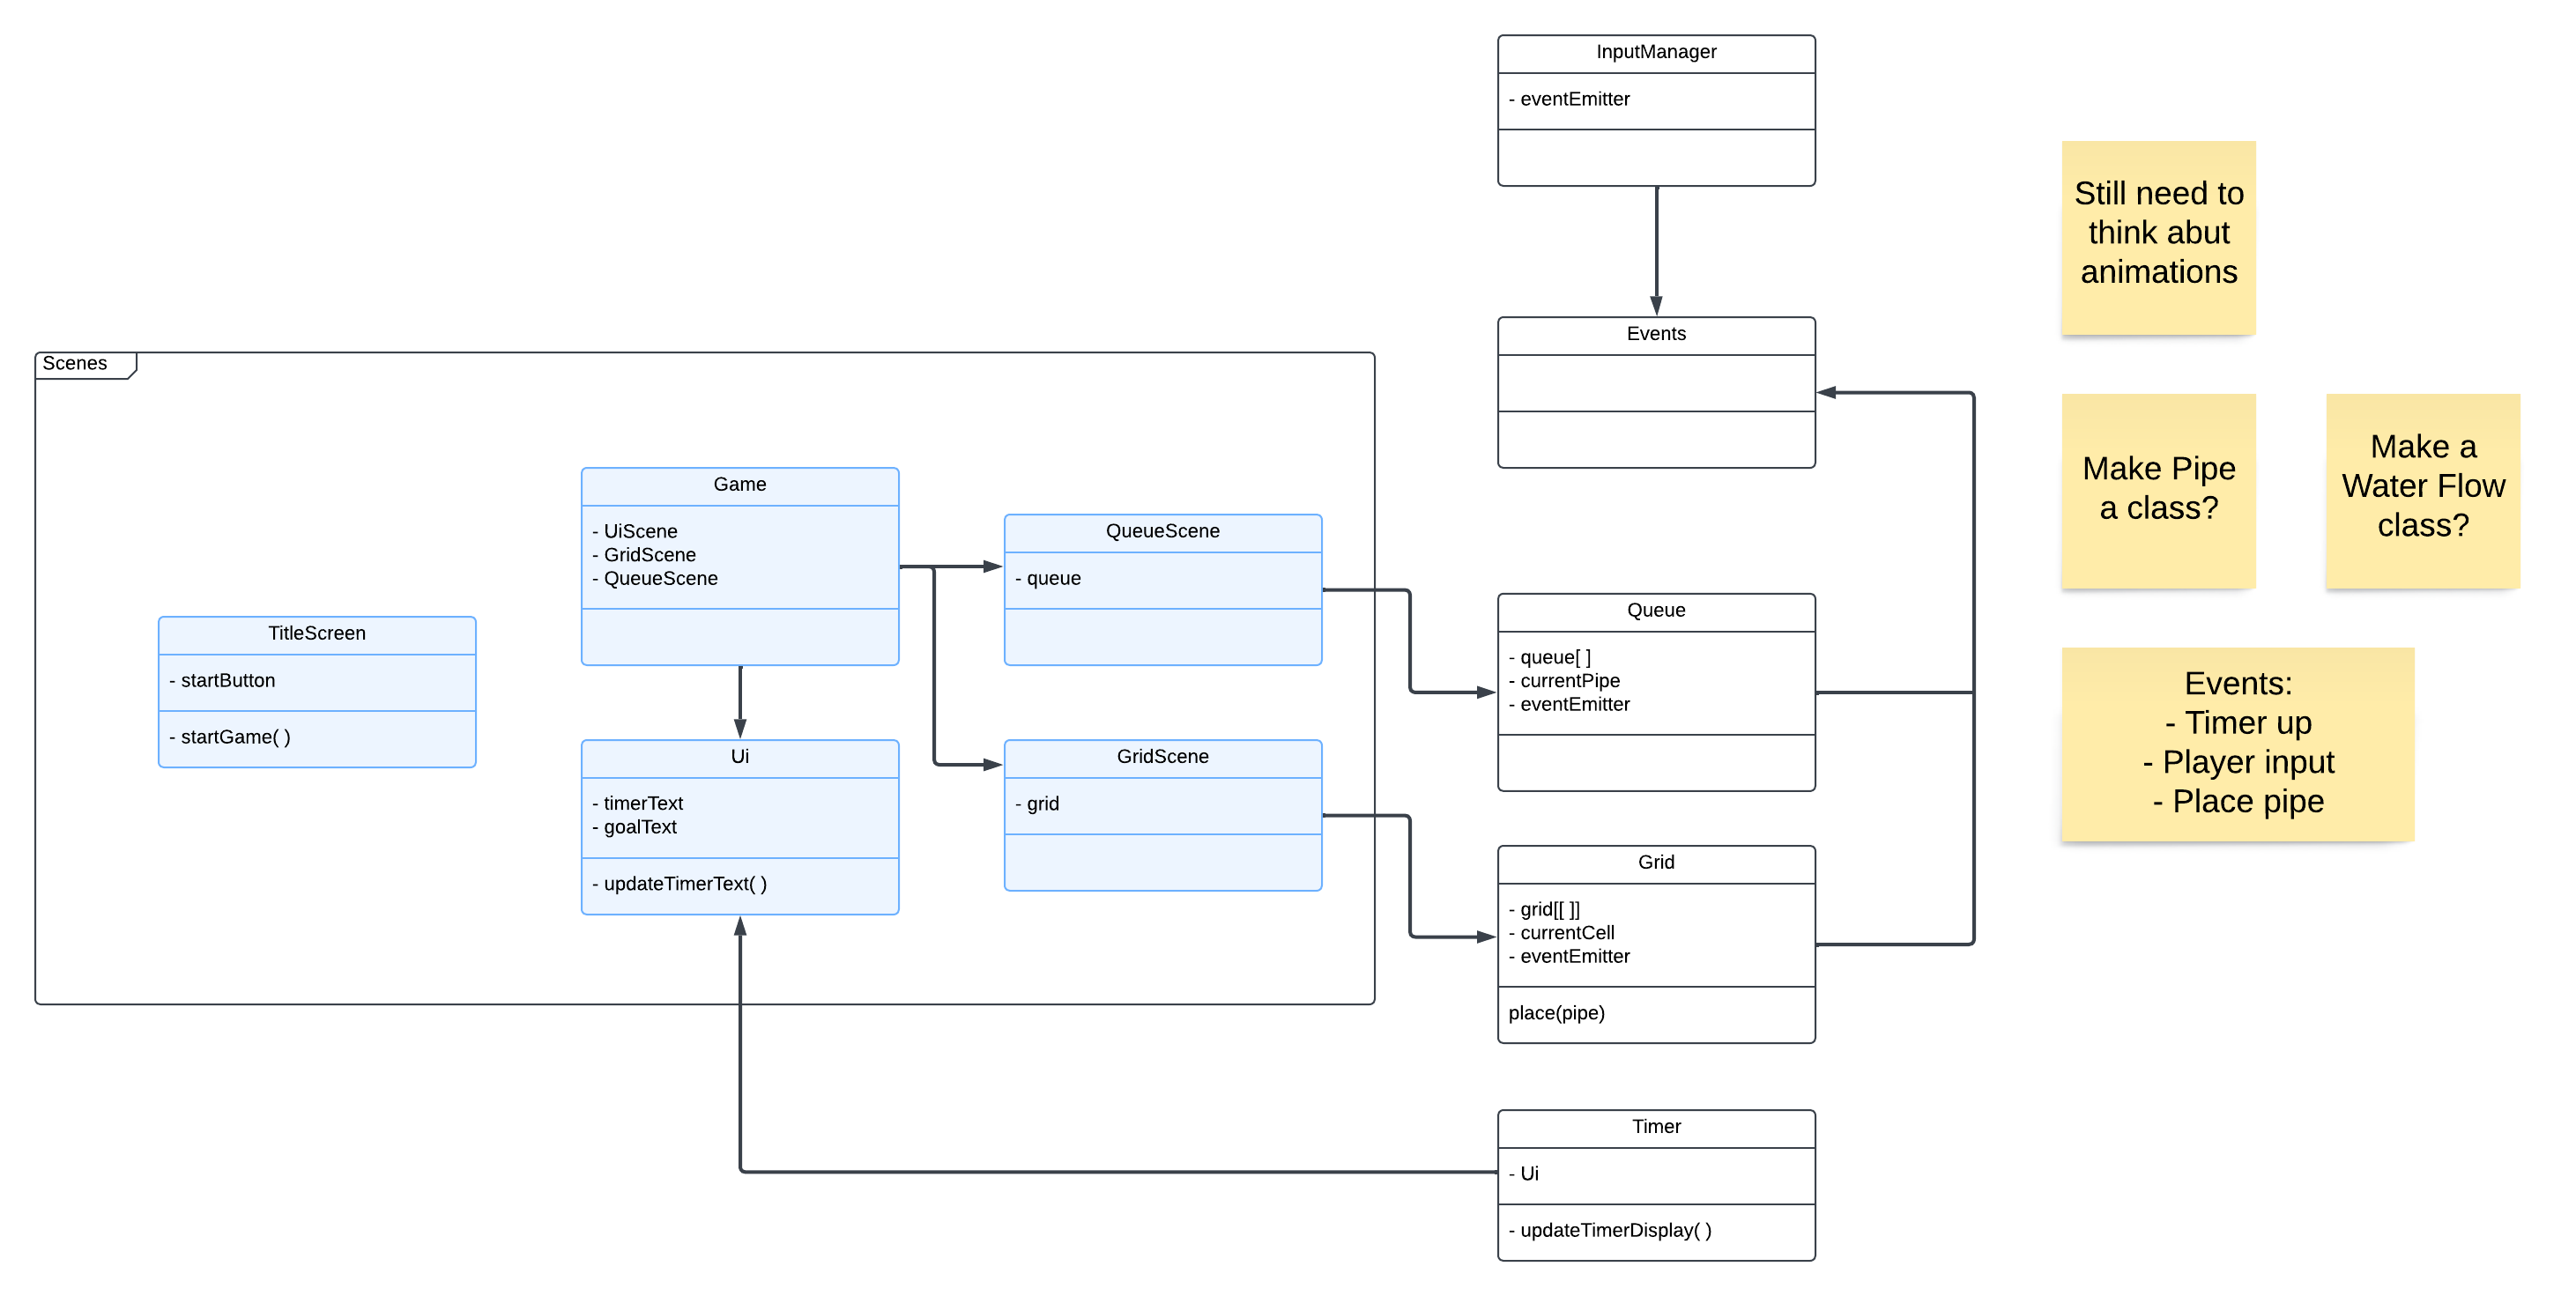 InputManager
- eventEmitter
Still need to
think abut
animations
Events
Scenes
Make Pipe
a class?
Make a
Water Flow
class?
Game
- UiScene
- GridScene
- QueueScene
QueueScene
- queue
TitleScreen
- startButton
- startGame( )
Queue
- queue[ ]
- currentPipe
- eventEmitter
Events:
- Timer up
- Player input
- Place pipe
Ui
- timerText
- goalText
- updateTimerText( )
GridScene
- grid
Grid
- grid[[ ]]
- currentCell
- eventEmitter
place(pipe)
Timer
- Ui
- updateTimerDisplay( )